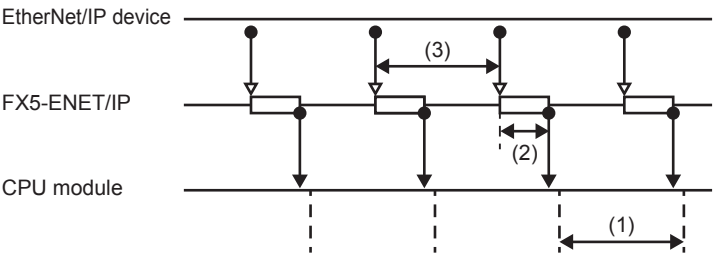 EtherNet/IP device
(3)
FX5-ENET/IP
(2)
CPU module
(1)